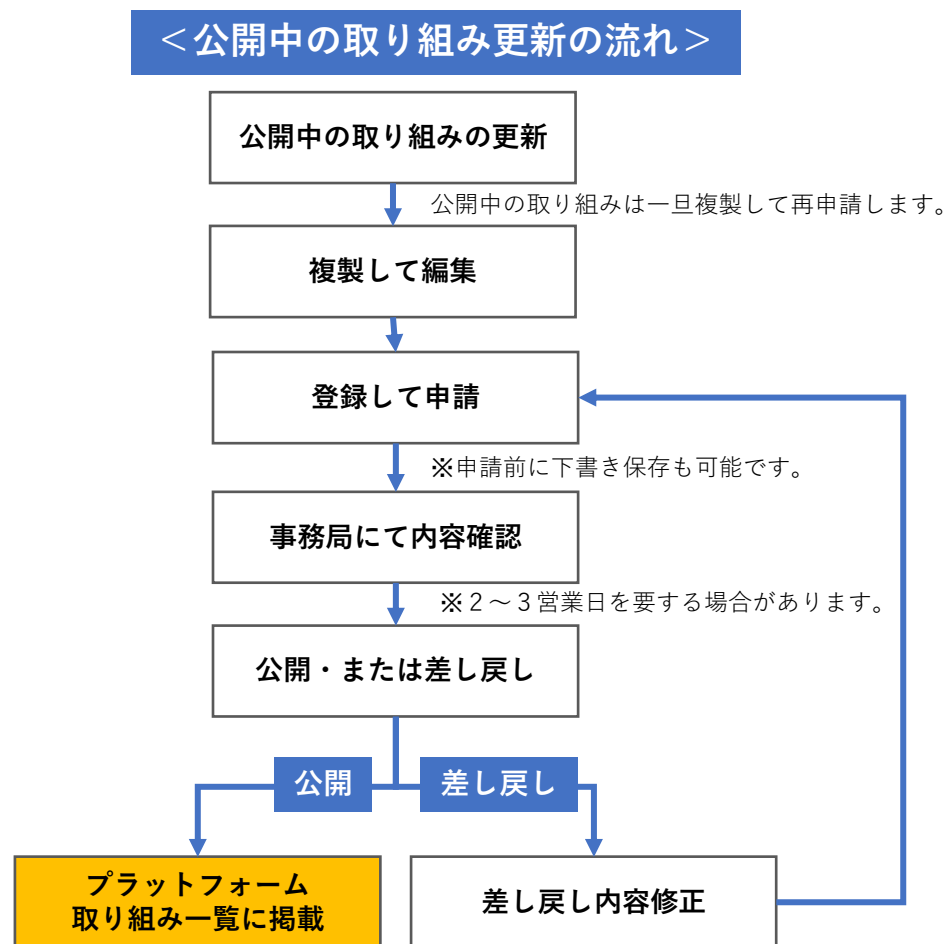 ＜公開中の取り組み更新の流れ＞
公開中の取り組みの更新
公開中の取り組みは一旦複製して再申請します。
複製して編集
登録して申請
※申請前に下書き保存も可能です。
事務局にて内容確認
※２～３営業日を要する場合があります。
公開・または差し戻し
公開
差し戻し
プラットフォーム
取り組み一覧に掲載
差し戻し内容修正